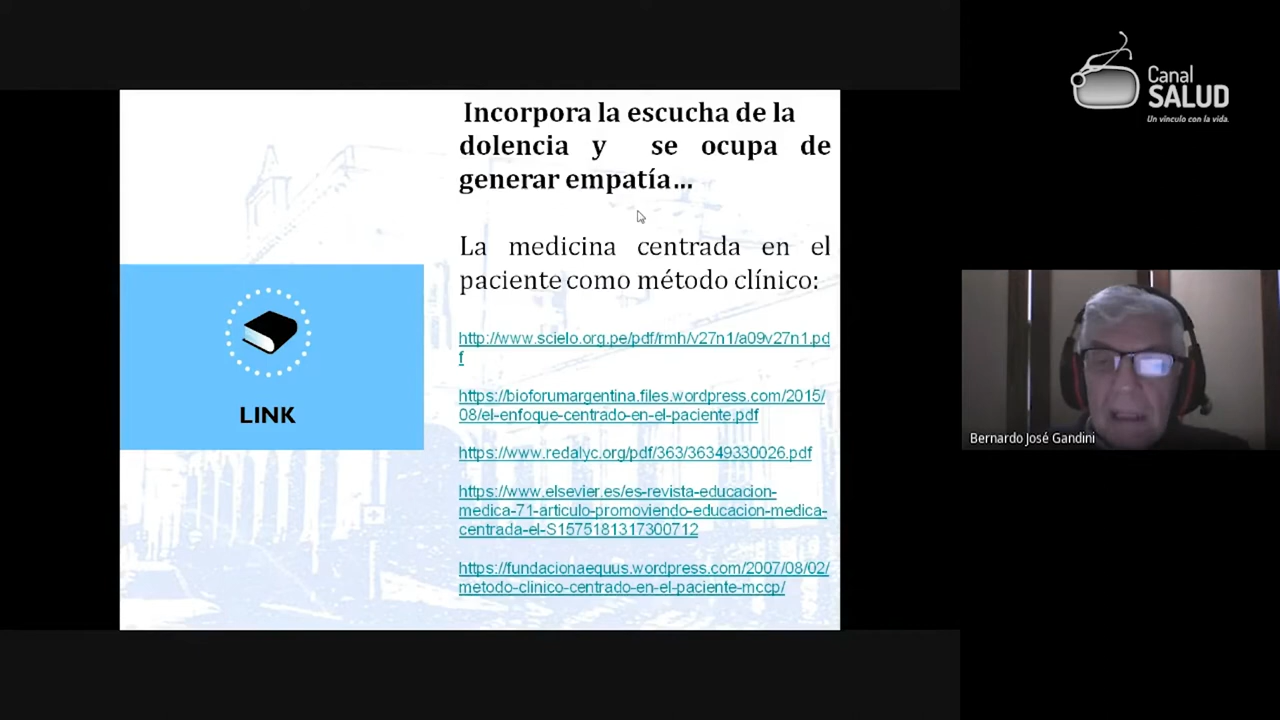 Incorpora la escucha de la
dolencia y se ocupa de
generar empatía...
La medicina centrada en el
paciente como método clínico:
http://www.scielo.org.pe/pdf/rmh/v27n1/a09v27n1.pd
f
https://bioforumargentina.files.wordpress.com/2015/
08/el-enfoque-centrado-en-el-paciente.pdf
https://www.redalyc.org/pdf/363/36349330026.pdf
https://www.elsevier.es/es-revista-educacion-
medica-71-articulo-promoviendo-educacion-medica-
centrada-el-S1575181317300712
https://fundacionaequus.wordpress.com/2007/08/02/
metodo-clinico-centrado-en-el-paciente-mccp/
LINK
Canal
SALUD
Un vínculo con la vida.
Bernardo José Gandini